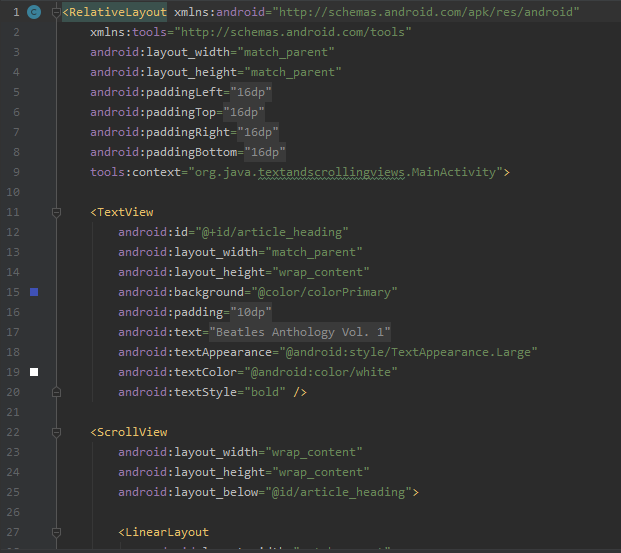 1 <RelativeLayout xmlns:android="http://schemas.android.com/apk/res/android"
2 xmlns:tools="http://schemas.android.com/tools"
3 android:layout_width="match_parent"
4 android:layout_height="match_parent"
5 android:paddingLeft="16dp"
6 android:paddingTop="16dp"
7 android:paddingRight="16dp"
8 android:paddingBottom="16dp"
9 tools:context="org.java.textandscrollingviews.MainActivity">
10
11 <TextView
12 android:id="@+id/article_heading"
13 android:layout_width="match_parent"
14 android:layout_height="wrap_content"
15 android:background="@color/colorPrimary"
16 android:padding="10dp"
17 android:text="Beatles Anthology Vol. 1"
18 android:textAppearance="@android:style/TextAppearance.Large"
19 android:textColor="@android:color/white"
20 android:textStyle="bold" />
21
22 <ScrollView
23 android:layout_width="wrap_content"
24 android:layout_height="wrap_content"
25 android:layout_below="@id/article_heading">
26
27 <LinearLayout